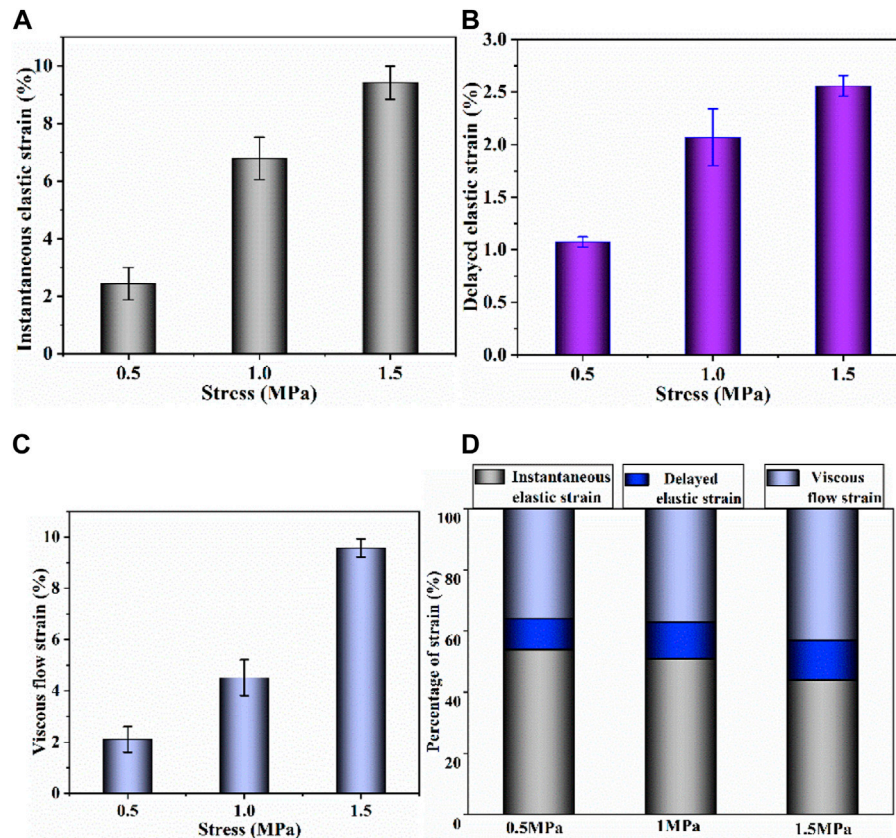 A
Instantaneous elastic strain (%)
10
8
6
4
2
0
0.5 1.0 1.5
Stress (MPa)
B
Delayed elastic strain (%)
3.0
2.5
2.0
1.5
1.0
0.5
0.0
0.5 1.0 1.5
Stress (MPa)
C
Viscous flow strain (%)
10
8
6
4
2
0
0.5 1.0 1.5
Stress (MPa)
D
Instantaneous
elastic strain
Delayed
elastic strain
Viscous
flow strain
Percentage of strain (%)
100
80
60
40
20
0
0.5MPa 1MPa 1.5MPa